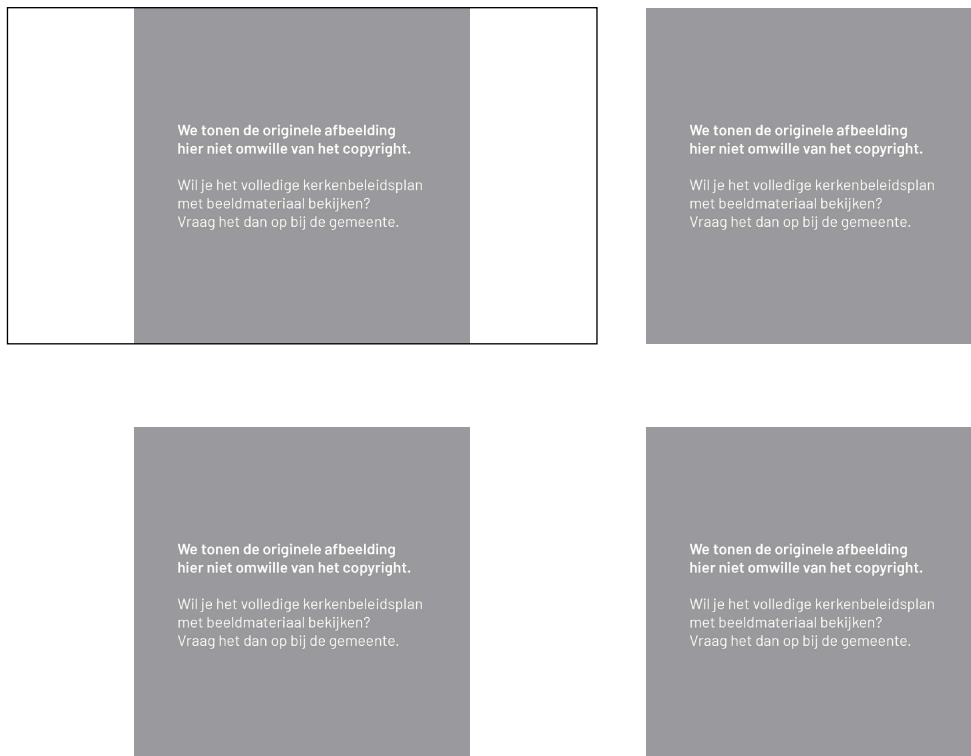 We tonen de originele afbeelding
hier niet omwille van het copyright.
Wil je het volledige kerkenbeleidsplan
met beeldmateriaal bekijken?
Vraag het dan op bij de gemeente.
We tonen de originele afbeelding
hier niet omwille van het copyright.
Wil je het volledige kerkenbeleidsplan
met beeldmateriaal bekijken?
Vraag het dan op bij de gemeente.
We tonen de originele afbeelding
hier niet omwille van het copyright.
Wil je het volledige kerkenbeleidsplan
met beeldmateriaal bekijken?
Vraag het dan op bij de gemeente.
We tonen de originele afbeelding
hier niet omwille van het copyright.
Wil je het volledige kerkenbeleidsplan
met beeldmateriaal bekijken?
Vraag het dan op bij de gemeente.